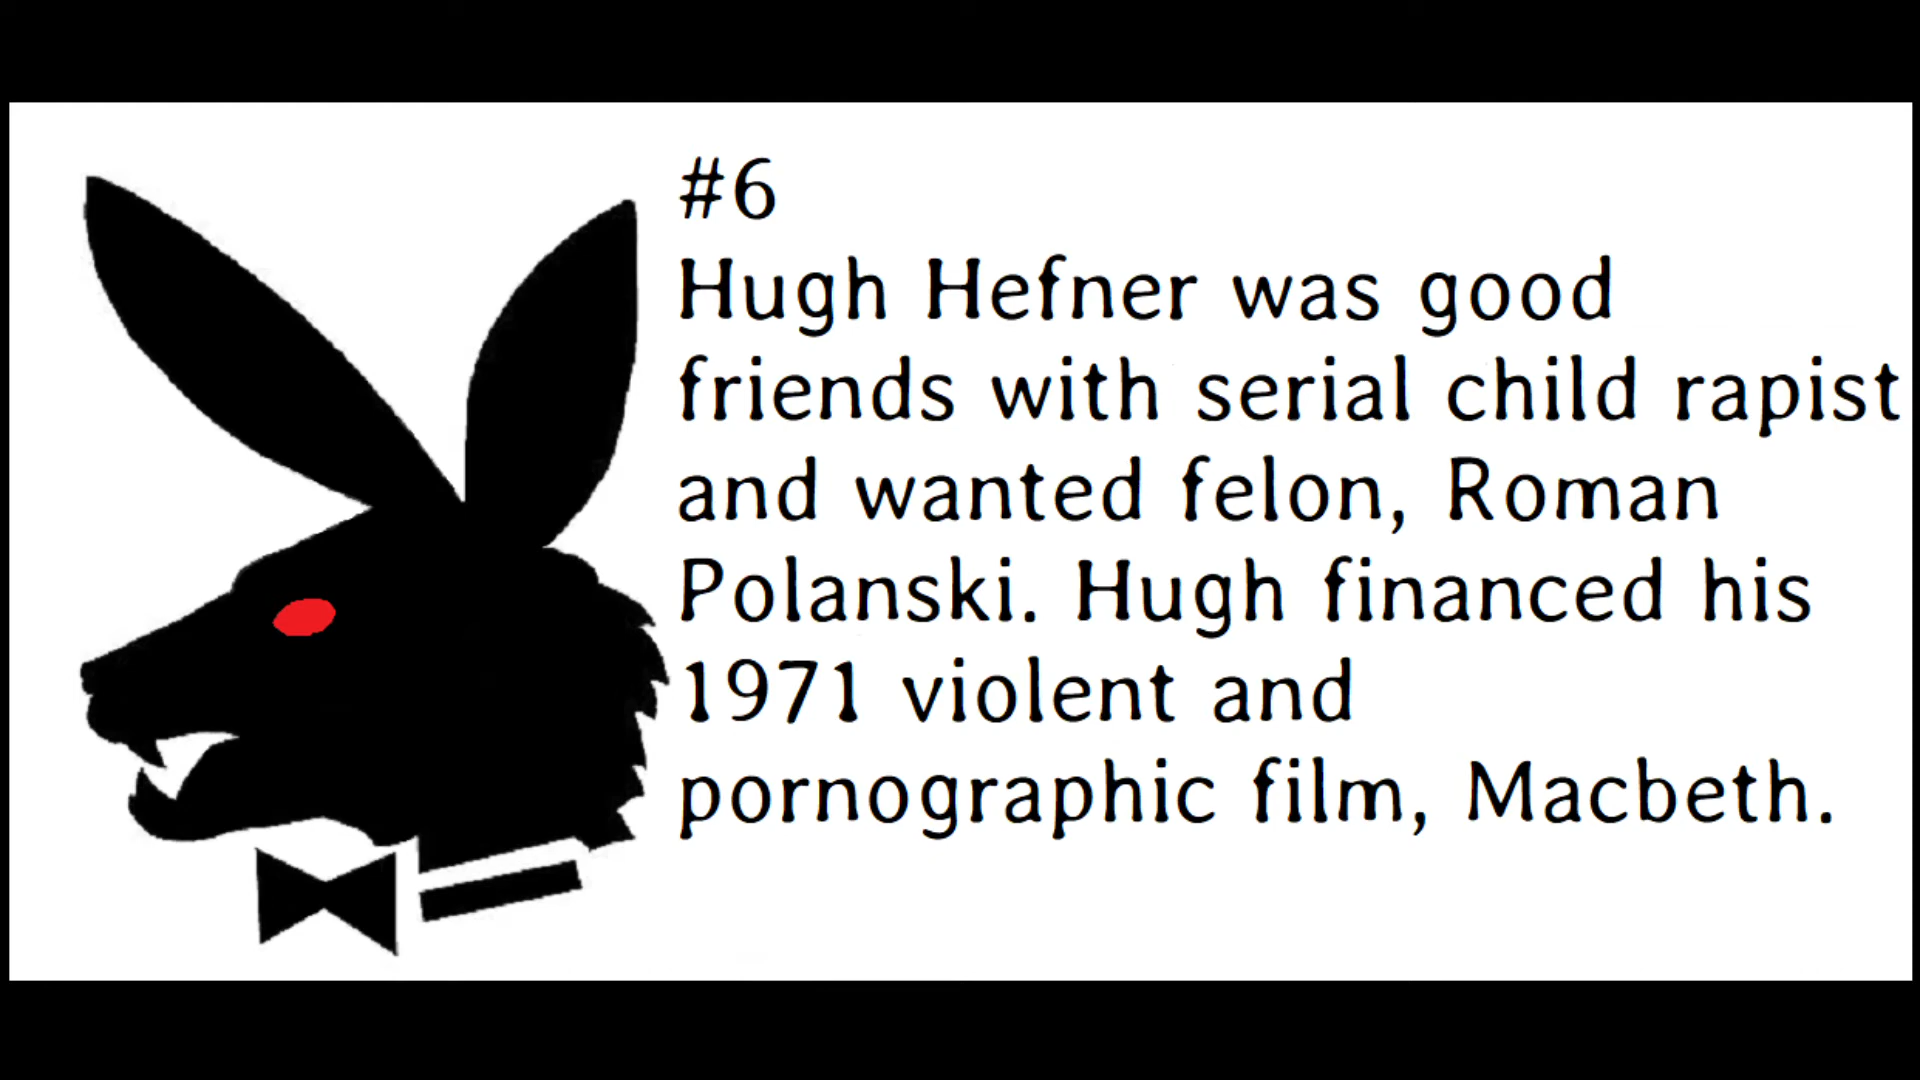 #6
Hugh Hefner was good
friends with serial child rapist
and wanted felon, Roman
Polanski. Hugh financed his
1971 violent and
pornographic film, Macbeth.